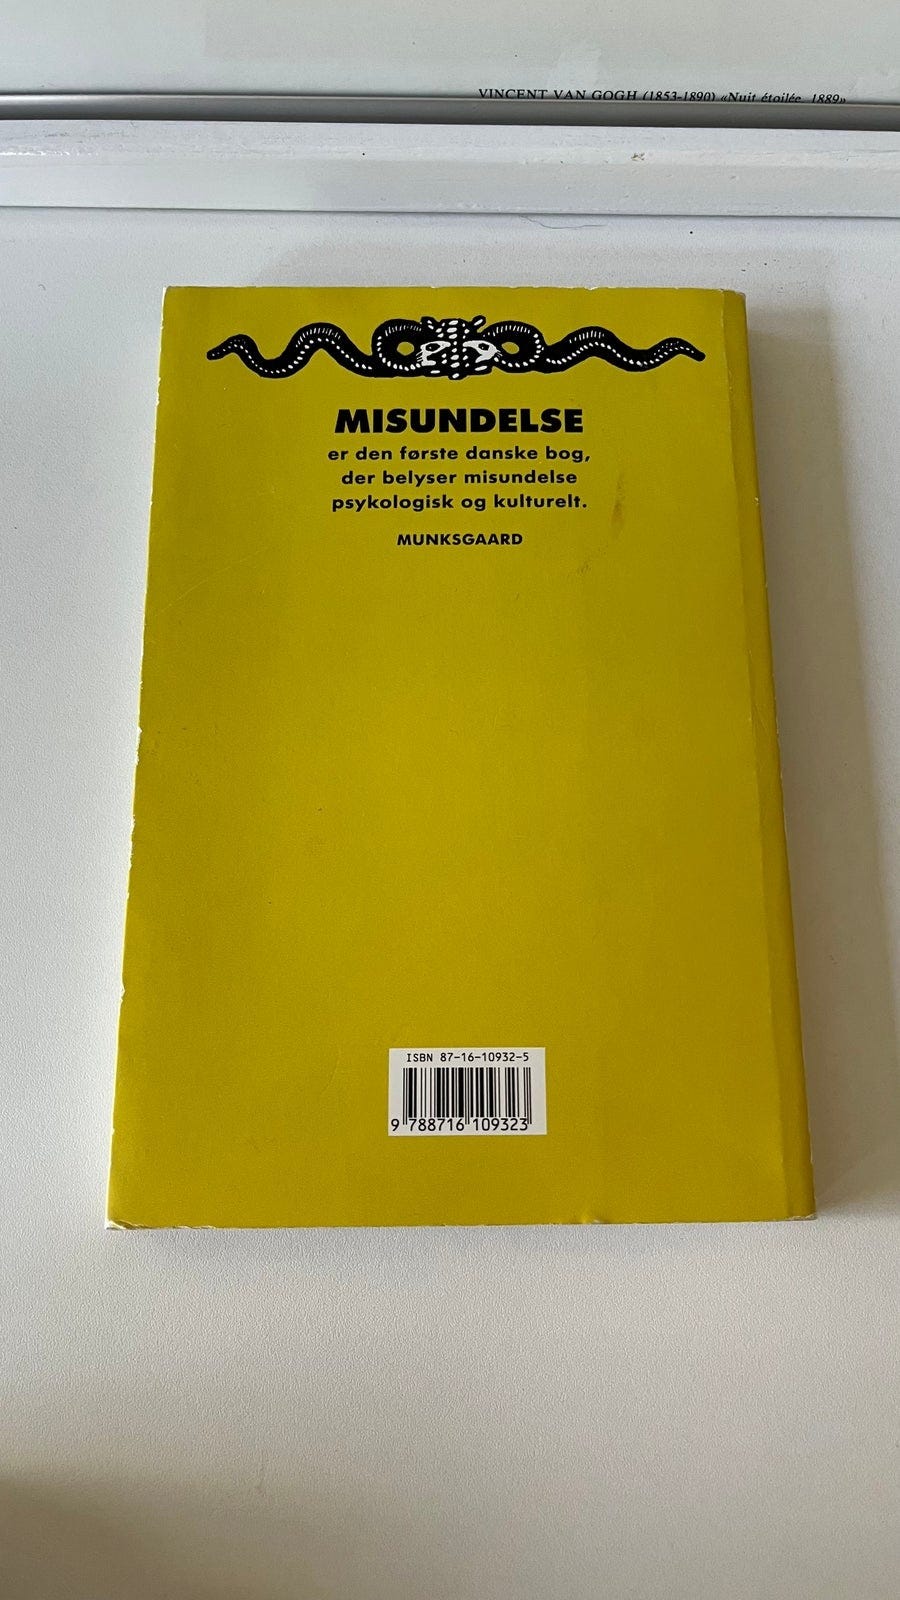 VINCENT VAN GOGH (1853-1890) «Nuit étoilée, 1889»
MISUNDELSE
er den første danske bog,
der belyser misundelse
psykologisk og kulturelt.
MUNKSGAARD
ISBN 87-16-10932-5
9 788716 109323